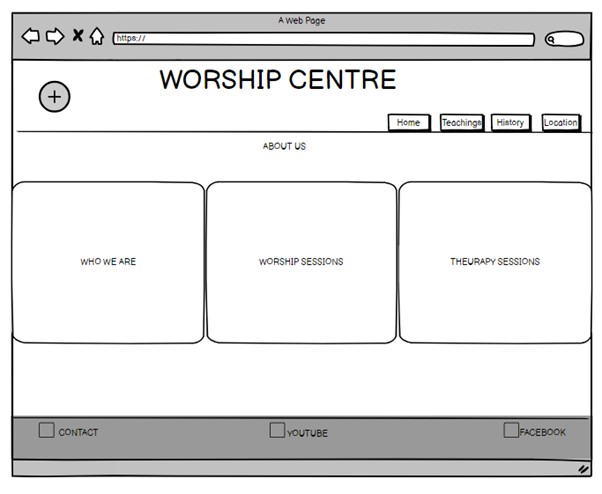 A Web Page
https://
WORSHIP CENTRE
Home Teachings History Location
ABOUT US
WHO WE ARE WORSHIP SESSIONS THEURAPY SESSIONS
CONTACT YOUTUBE FACEBOOK